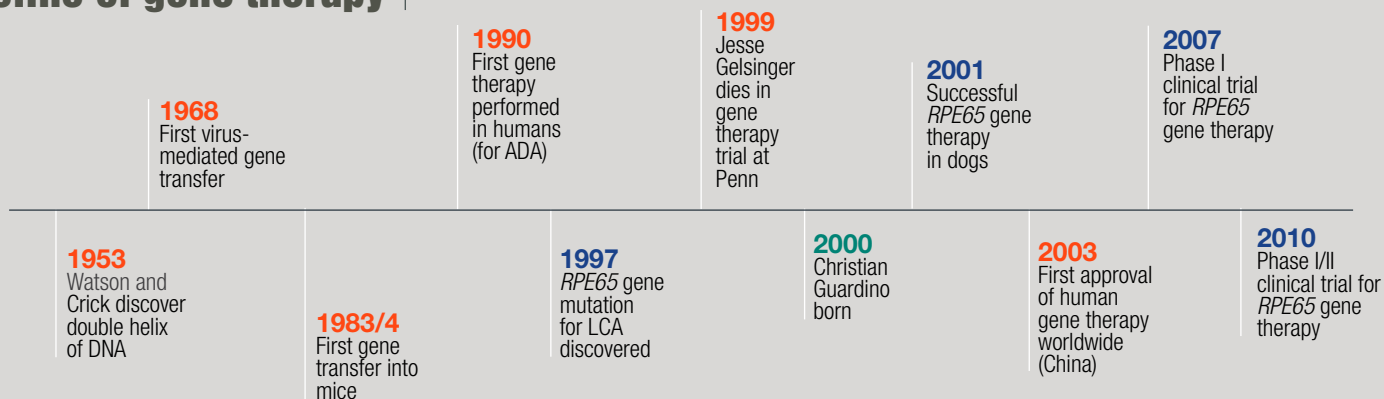 of gene therapy
1953
Watson and
Crick discover
double helix
of DNA
1968
First virus-
mediated gene
transfer
1983/4
First gene
transfer into
mice
1990
First gene
therapy
performed
in humans
(for ADA)
1997
RPE65 gene
mutation
for LCA
discovered
1999
Jesse
Gelsinger
dies in
gene
therapy
trial at
Penn
2000
Christian
Guardino
born
2001
Successful
RPE65 gene
therapy
in dogs
2003
First approval
of human
gene therapy
worldwide
(China)
2007
Phase I
clinical trial
for RPE65
gene therapy
2010
Phase I/II
clinical trial for
RPE65 gene
therapy